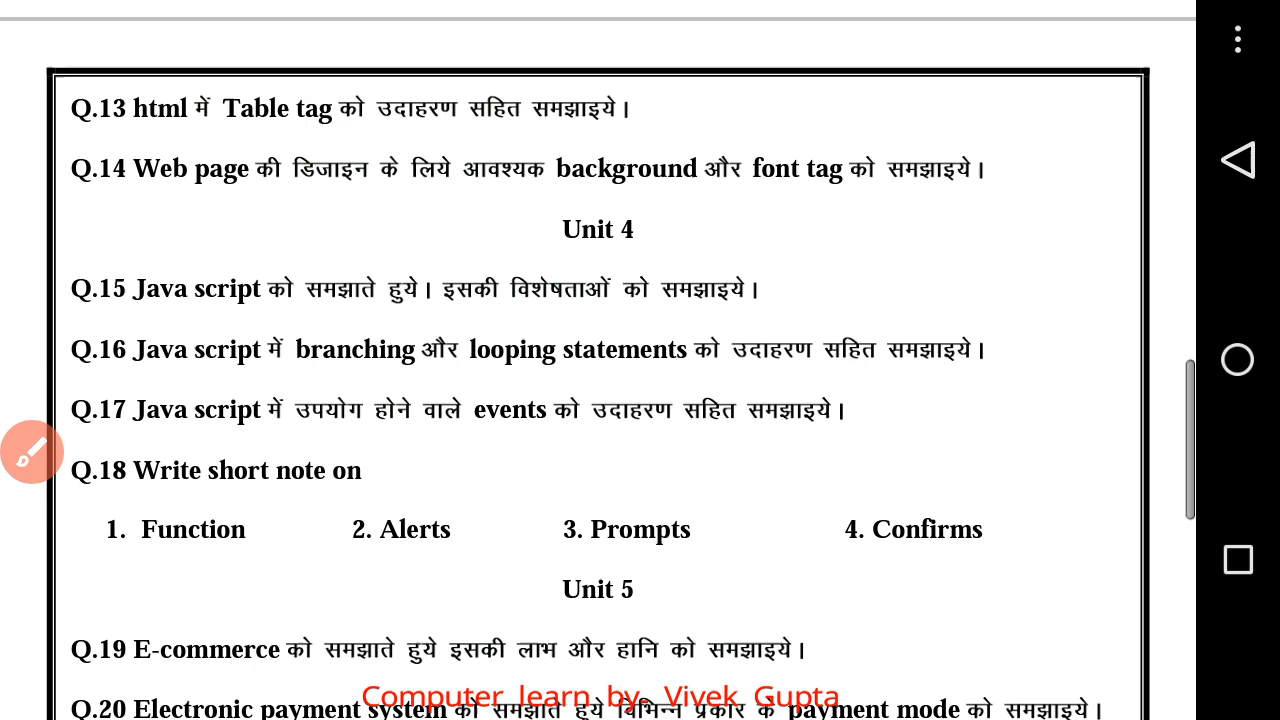 Q.13 html में Table tag को उदाहरण सहित समझाइये।
Q.14 Web page की डिजाइन के लिये आवश्यक background और font tag को समझाइये।
Unit 4
Q.15 Java script को समझाते हुये। इसकी विशेषताओं को समझाइये।
Q.16 Java script में branching और looping statements को उदाहरण सहित समझाइये।
Q.17 Java script में उपयोग होने वाले events को उदाहरण सहित समझाइये।
Q.18 Write short note on
1. Function 2. Alerts 3. Prompts 4. Confirms
Unit 5
Q.19 E-commerce को समझाते हुये इसकी लाभ और हानि को समझाइये।
Computer learn by Vivek Gupta
Q.20 Electronic payment system को समझाते हुये विभिन्न प्रकार के payment mode को समझाइये।